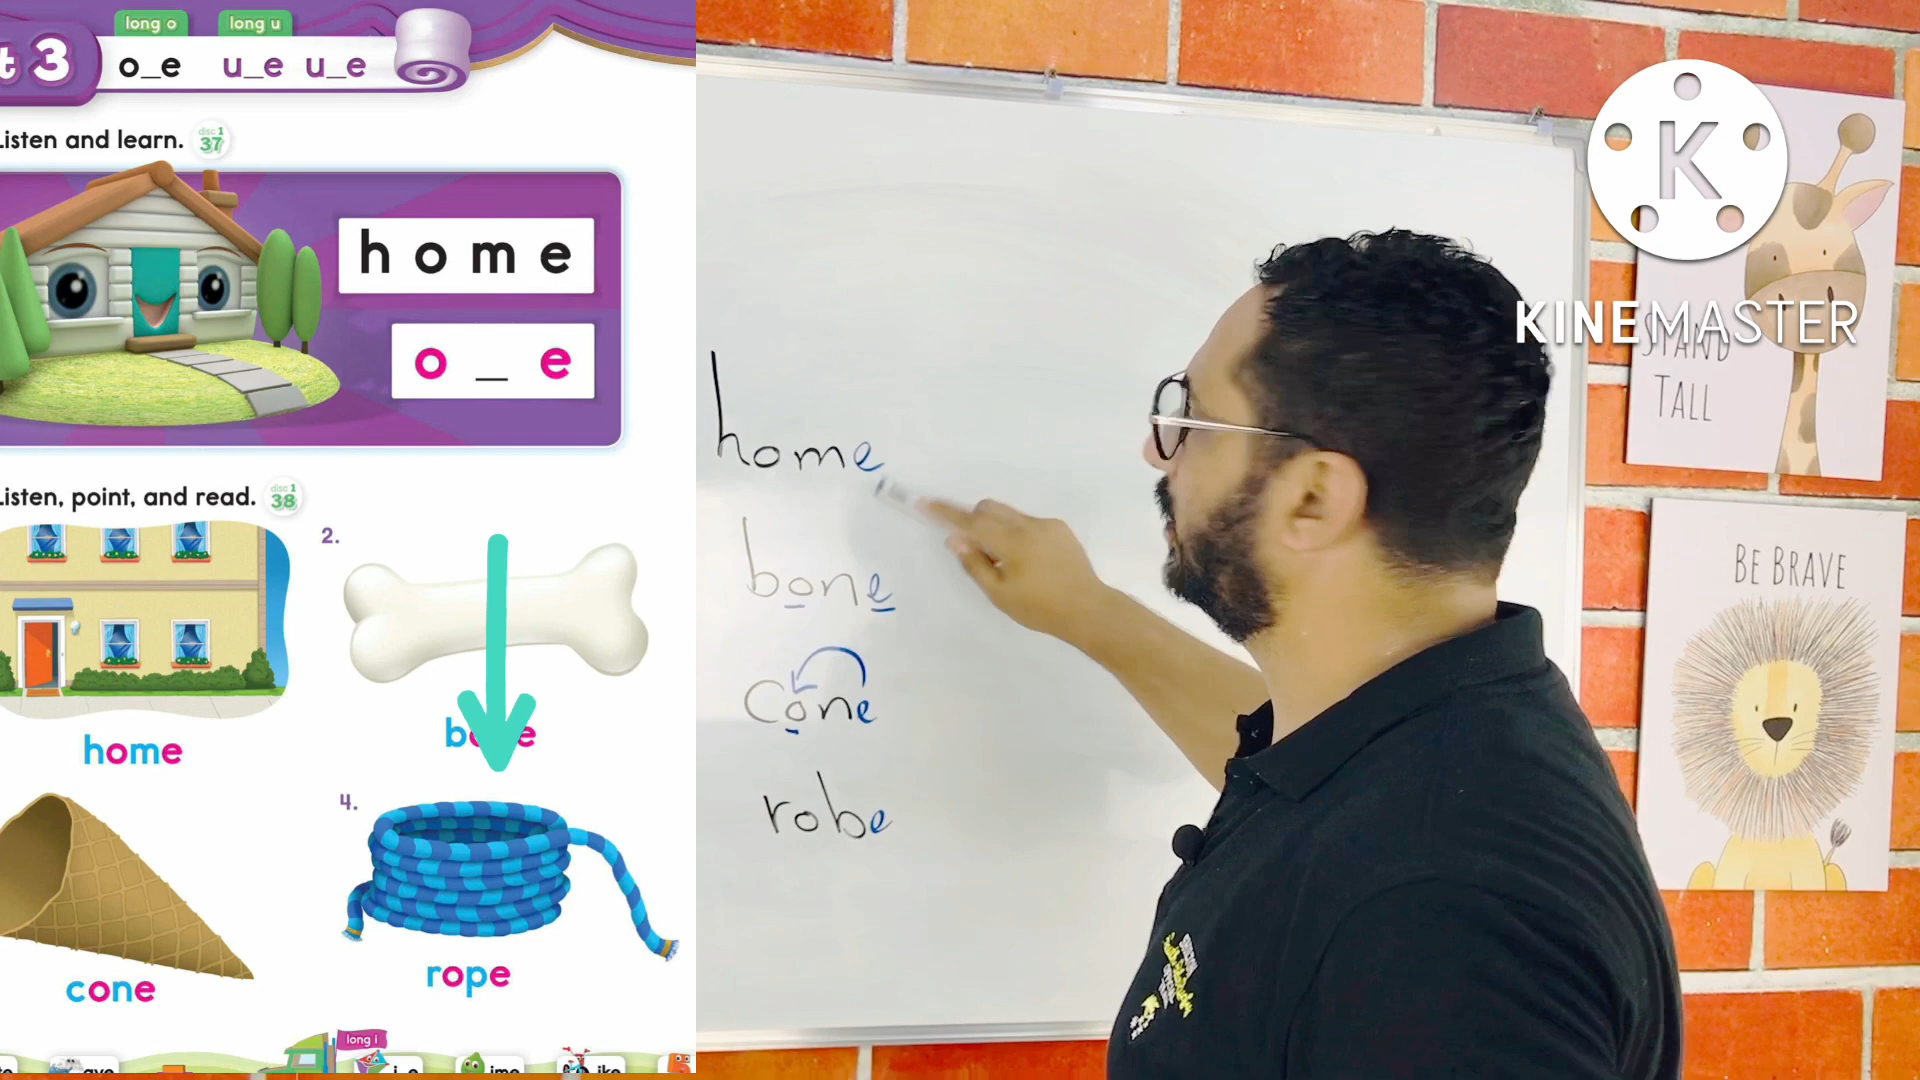 long o long u
t 3 o_e u_e u_e
Listen and learn. disc 1 37
h o m e
o _ e
Listen, point, and read. disc 1 38
2.
home
4.
cone
rope
long i
home
bone
cone
robe
KINEMASTER
STAND
TALL
BE BRAVE